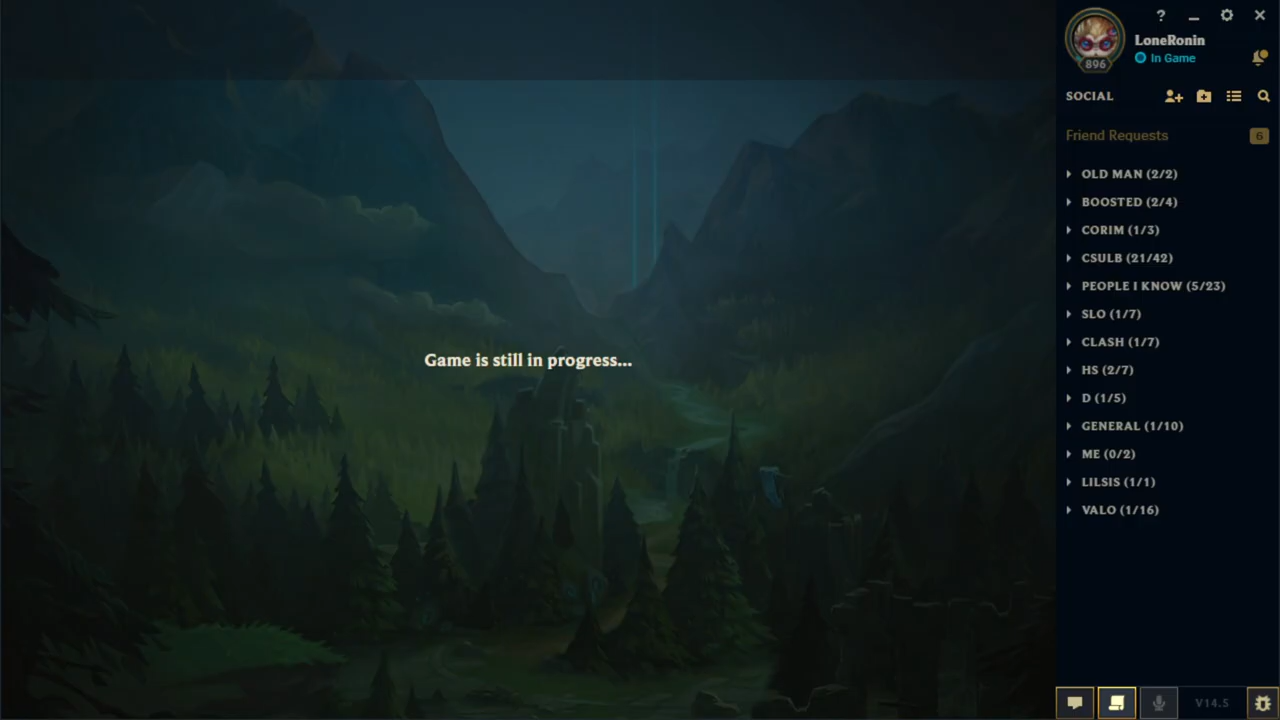 ?
LoneRonin
896
In Game
SOCIAL
Friend Requests
6
OLD MAN (2/2)
BOOSTED (2/4)
CORIM (1/3)
CSULB (21/42)
PEOPLE I KNOW (5/23)
SLO (1/7)
CLASH (1/7)
Game is still in progress...
HS (2/7)
D (1/5)
GENERAL (1/10)
ME (0/2)
LILSIS (1/1)
VALO (1/16)
V14.5